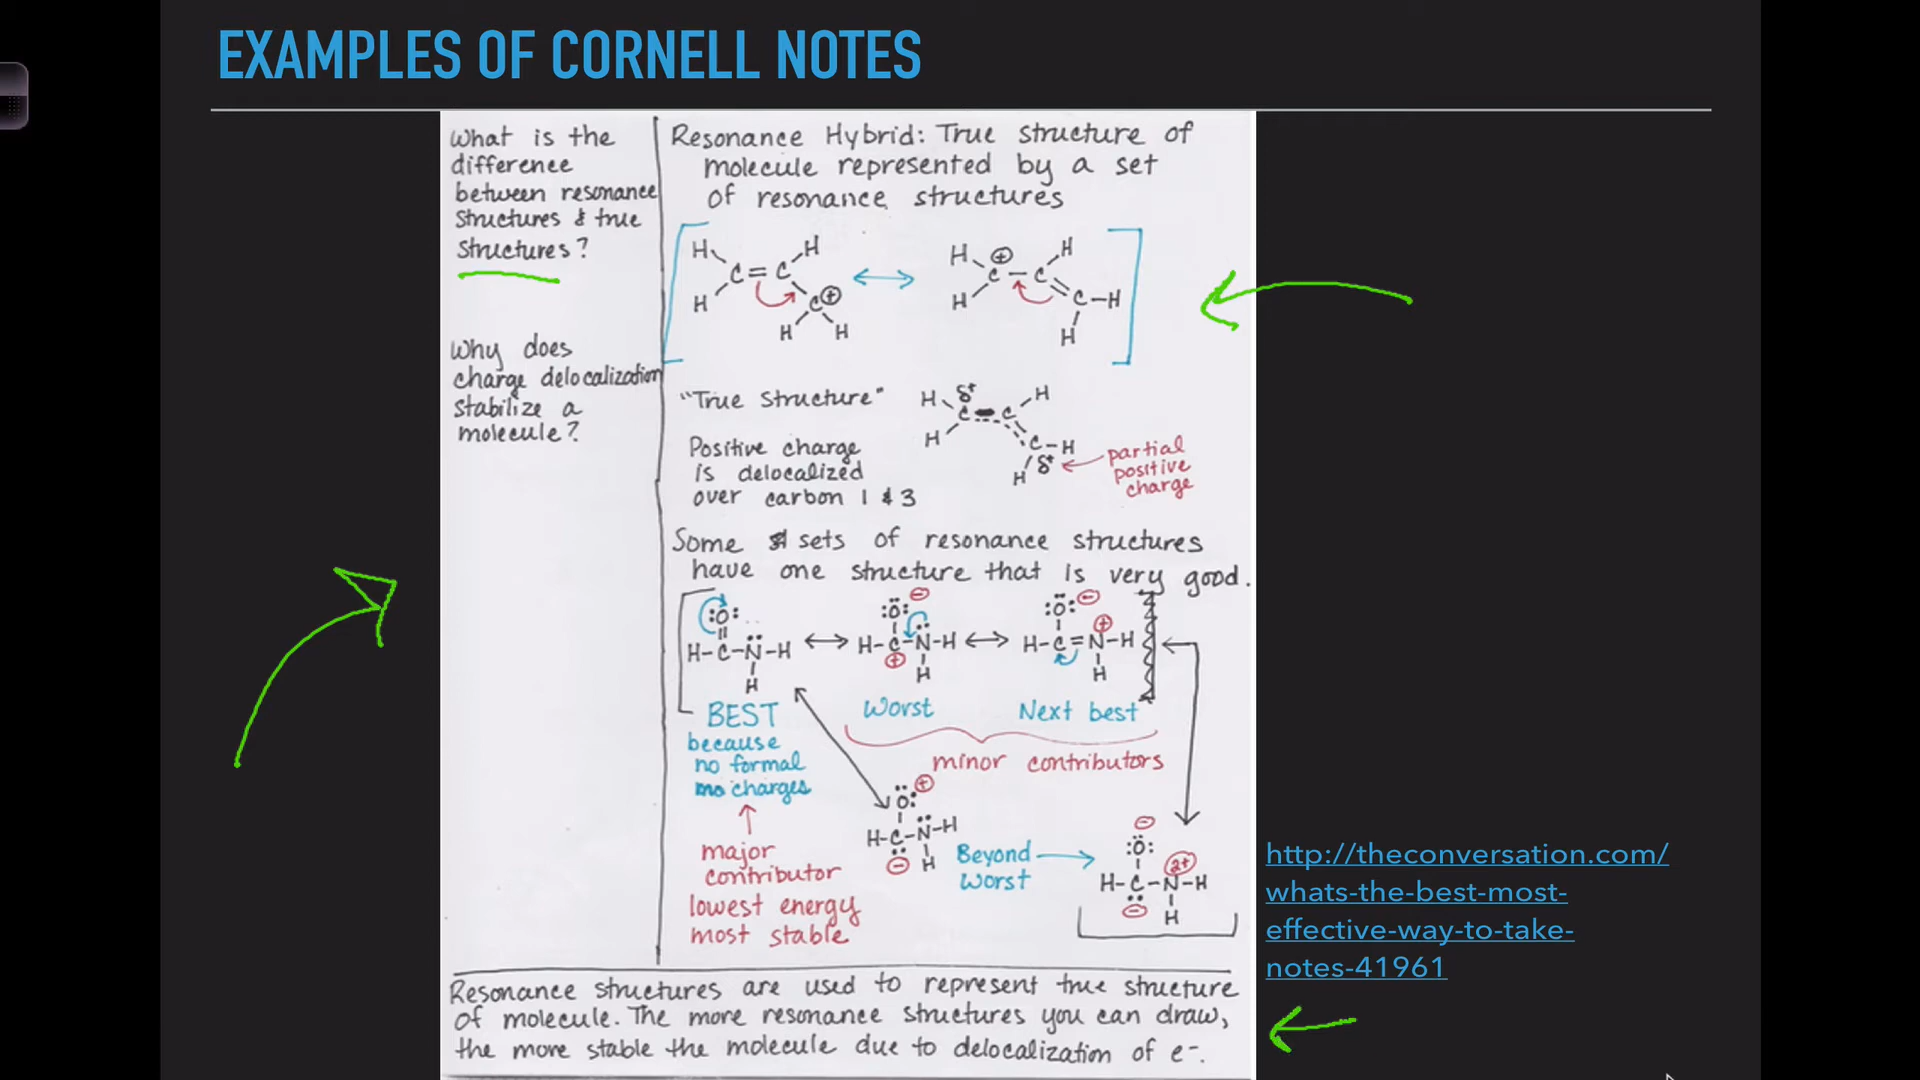 EXAMPLES OF CORNELL NOTES
What is the
difference
between resonance
structures & true
structures?
Why does
charge delocalization
stabilize a
molecule?
Resonance Hybrid: True structure of
molecule represented by a set
of resonance structures
H H
C = C
H C ⊕
H H
H ⊕ H
C – C
H C – H
H
"True Structure"
Positive charge
is delocalized
over carbon 1 & 3
H δ+ H
C C
H C – H
H δ+
partial
positive
charge
Some sets of resonance structures
have one structure that is very good.
:O:
H – C – N – H
H
:O: ⊖
H – C – N – H
⊕ H
:O: ⊖ ⊕
H – C = N – H
H
BEST
because
no formal
charges
Worst
Next best
minor contributors
major
contributor
lowest energy
most stable
O: ⊕
H – C – N – H
⊖ H
Beyond
Worst
⊖
:O:
2+
H – C – N – H
⊖ H
Resonance structures are used to represent true structure
of molecule. The more resonance structures you can draw,
the more stable the molecule due to delocalization of e-.
http://theconversation.com/
whats-the-best-most-
effective-way-to-take-
notes-41961